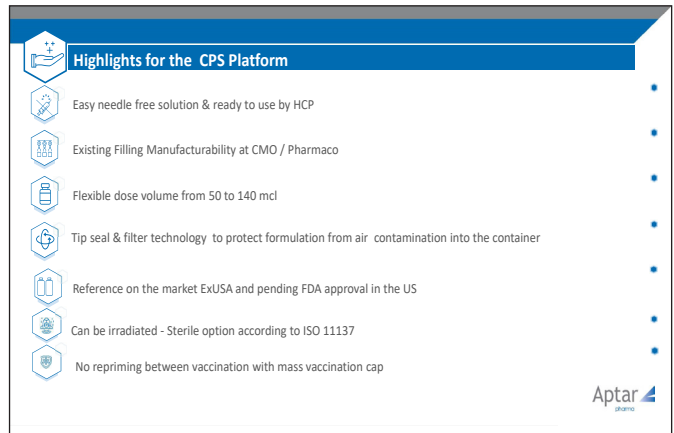 Highlights for the CPS Platform
Easy needle free solution & ready to use by HCP
Existing Filling Manufacturability at CMO / Pharmaco
Flexible dose volume from 50 to 140 mcl
Tip seal & filter technology to protect formulation from air contamination into the container
Reference on the market ExUSA and pending FDA approval in the US
Can be irradiated - Sterile option according to ISO 11137
No repriming between vaccination with mass vaccination cap
Aptar
pharma